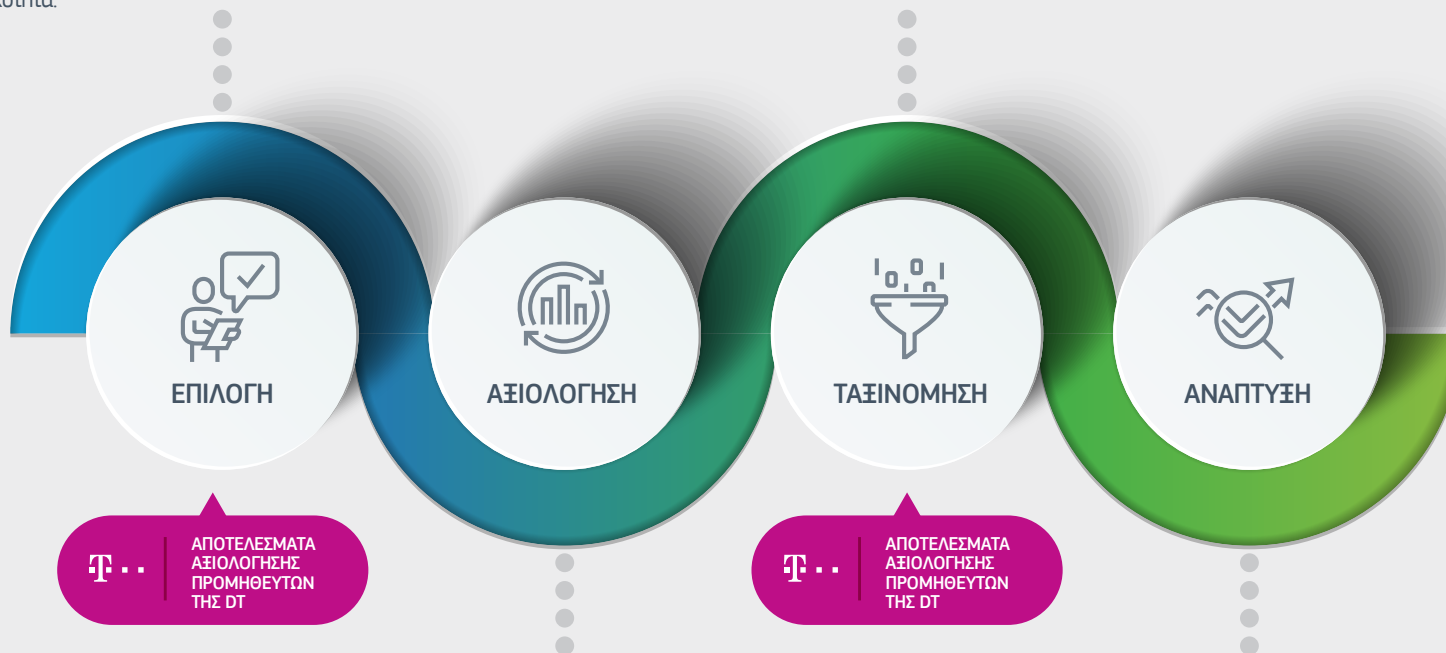 ΕΠΙΛΟΓΗ
ΑΞΙΟΛΟΓΗΣΗ
ΤΑΞΙΝΟΜΗΣΗ
ΑΝΑΠΤΥΞΗ
T
ΑΠΟΤΕΛΕΣΜΑΤΑ
ΑΞΙΟΛΟΓΗΣΗΣ
ΠΡΟΜΗΘΕΥΤΩΝ
ΤΗΣ DT
T
ΑΠΟΤΕΛΕΣΜΑΤΑ
ΑΞΙΟΛΟΓΗΣΗΣ
ΠΡΟΜΗΘΕΥΤΩΝ
ΤΗΣ DT